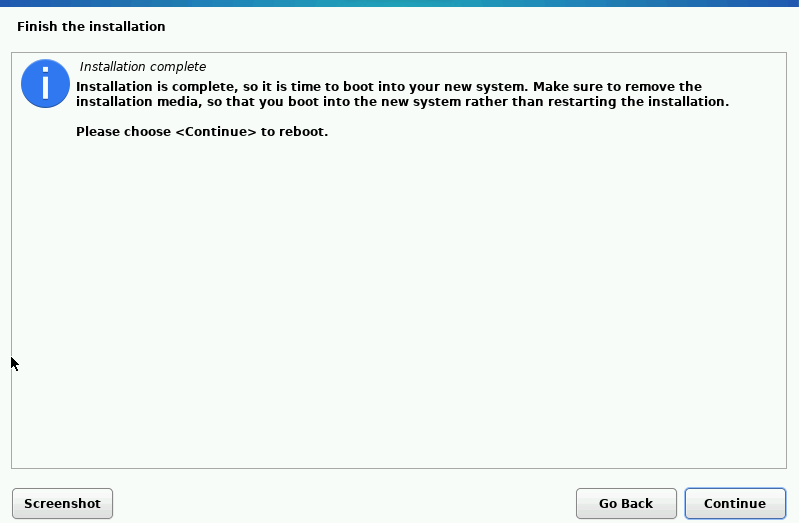 Finish the installation
Installation complete
Installation is complete, so it is time to boot into your new system. Make sure to remove the
installation media, so that you boot into the new system rather than restarting the installation.
Please choose <Continue> to reboot.
Screenshot
Go Back
Continue